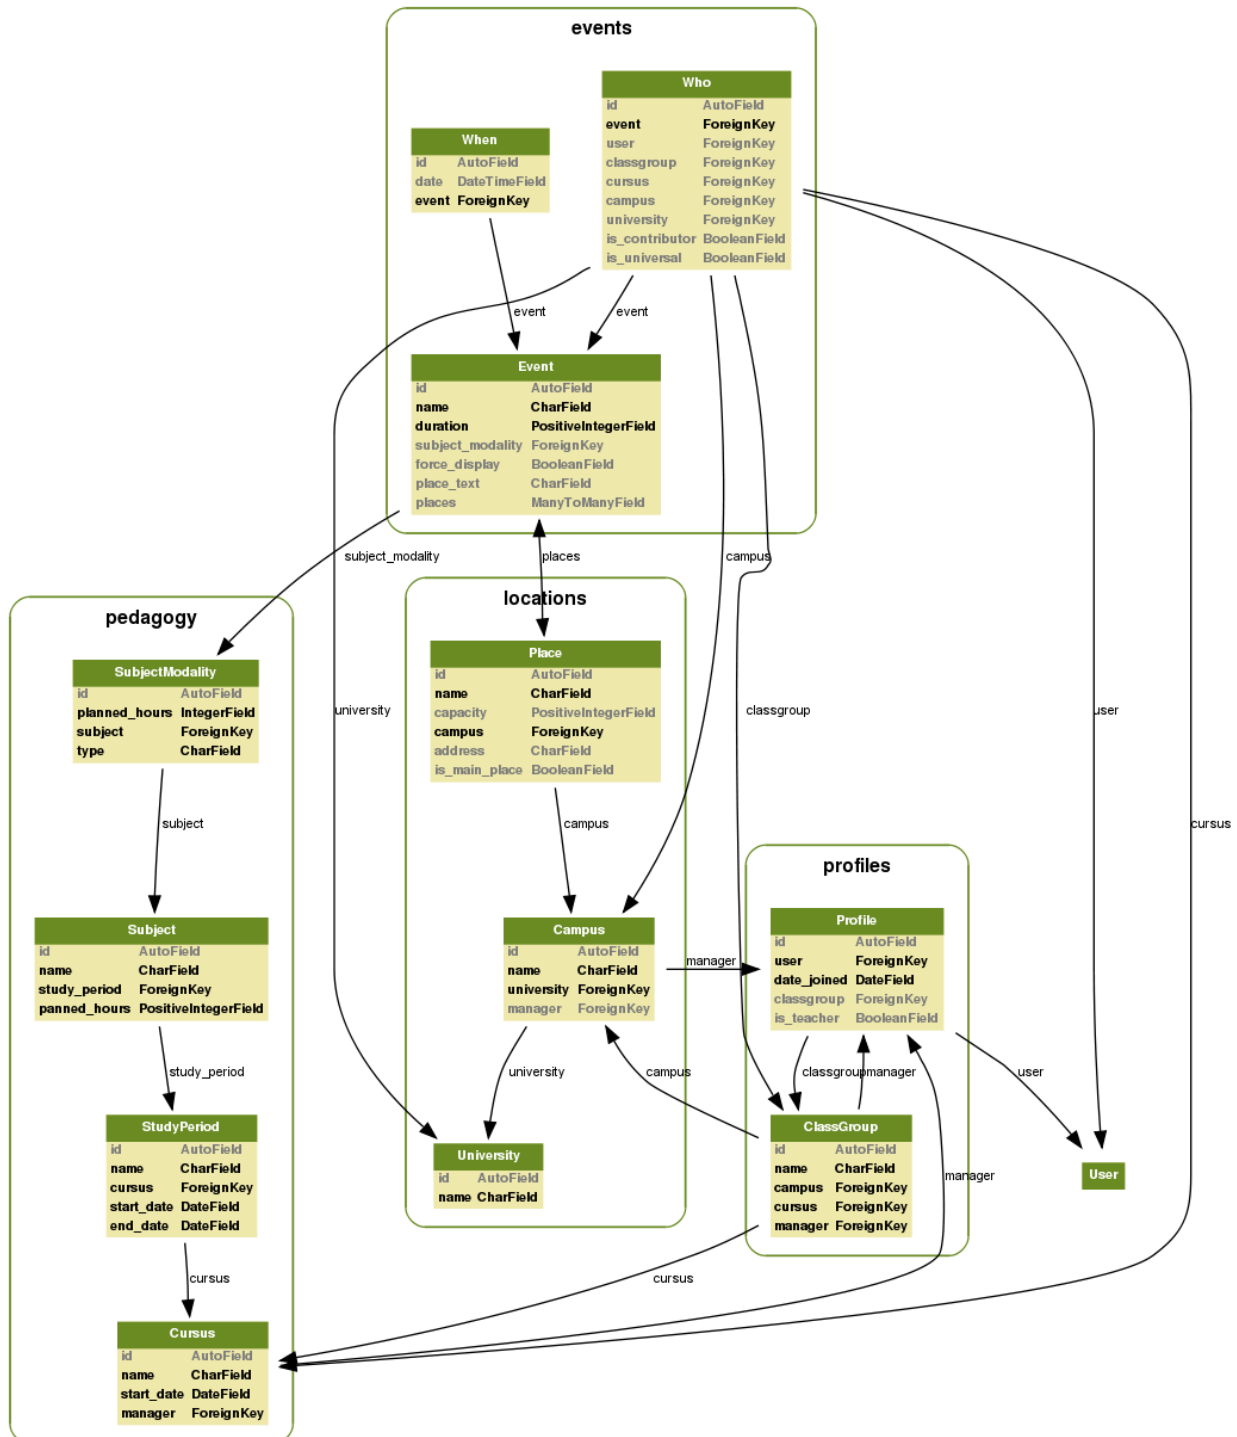 events
Who
id AutoField
event ForeignKey
user ForeignKey
classgroup ForeignKey
cursus ForeignKey
campus ForeignKey
university ForeignKey
is_contributor BooleanField
is_universal BooleanField
When
id AutoField
date DateTimeField
event ForeignKey
event
event
Event
id AutoField
name CharField
duration PositiveIntegerField
subject_modality ForeignKey
force_display BooleanField
place_text CharField
places ManyToManyField
subject_modality
places
campus
pedagogy
SubjectModality
id AutoField
planned_hours IntegerField
subject ForeignKey
type CharField
locations
Place
id AutoField
name CharField
capacity PositiveIntegerField
campus ForeignKey
address CharField
is_main_place BooleanField
university
classgroup
user
cursus
subject
campus
profiles
Subject
id AutoField
name CharField
study_period ForeignKey
panned_hours PositiveIntegerField
Campus
id AutoField
name CharField
university ForeignKey
manager ForeignKey
manager
Profile
id AutoField
user ForeignKey
date_joined DateField
classgroup ForeignKey
is_teacher BooleanField
study_period
university
campus
classgroup
manager
user
StudyPeriod
id AutoField
name CharField
cursus ForeignKey
start_date DateField
end_date DateField
University
id AutoField
name CharField
ClassGroup
id AutoField
name CharField
campus ForeignKey
cursus ForeignKey
manager ForeignKey
manager
User
cursus
cursus
Cursus
id AutoField
name CharField
start_date DateField
manager ForeignKey